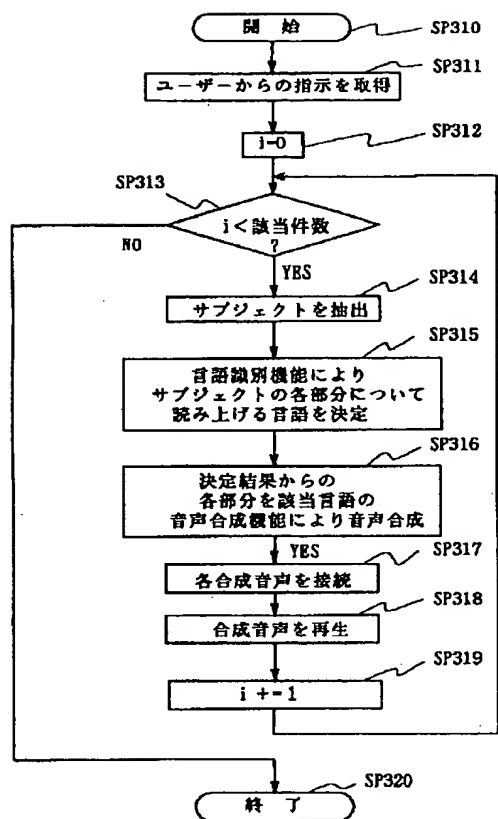 開 始
SP310
SP311
ユーザーからの指示を取得
SP312
i=0
SP313
i<該当件数
?
NO
YES
SP314
サブジェクトを抽出
SP315
言語識別機能により
サブジェクトの各部分について
読み上げる言語を決定
SP316
決定結果からの
各部分を該当言語の
音声合成機能により音声合成
YES
SP317
各合成音声を接続
SP318
合成音声を再生
SP319
i +=1
SP320
終 了